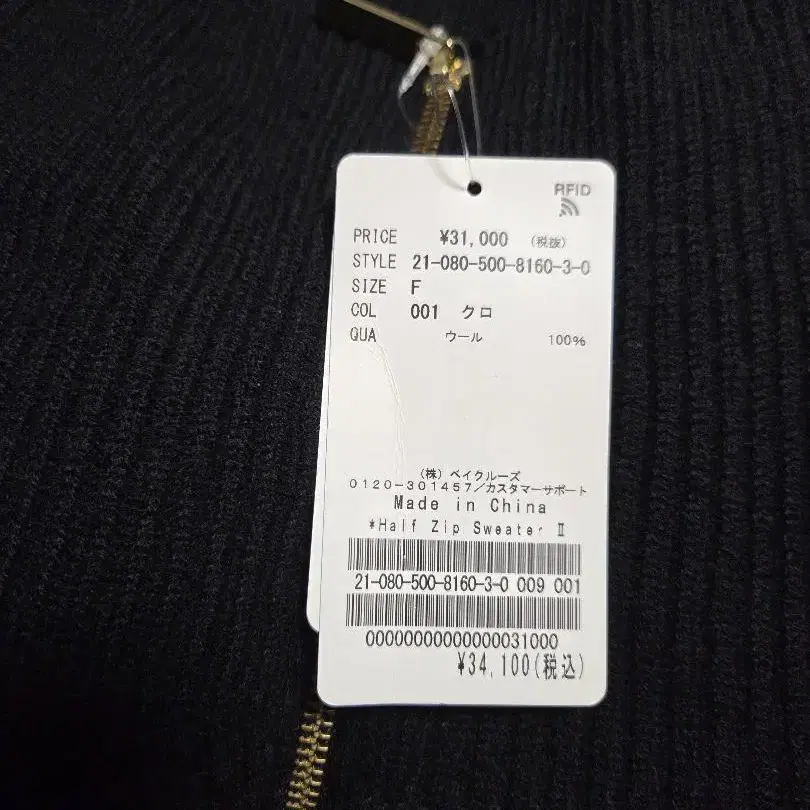 RFID
PRICE ¥31,000 (税抜)
STYLE 21-080-500-8160-3-0
SIZE F
COL 001 クロ
QUA ウール 100%
(株) ベイクルーズ
0120-301457/カスタマーサポート
Made in China
*Half Zip Sweater Ⅱ
21-080-500-8160-3-0 009 001
00000000000000031000
¥34,100(税込)